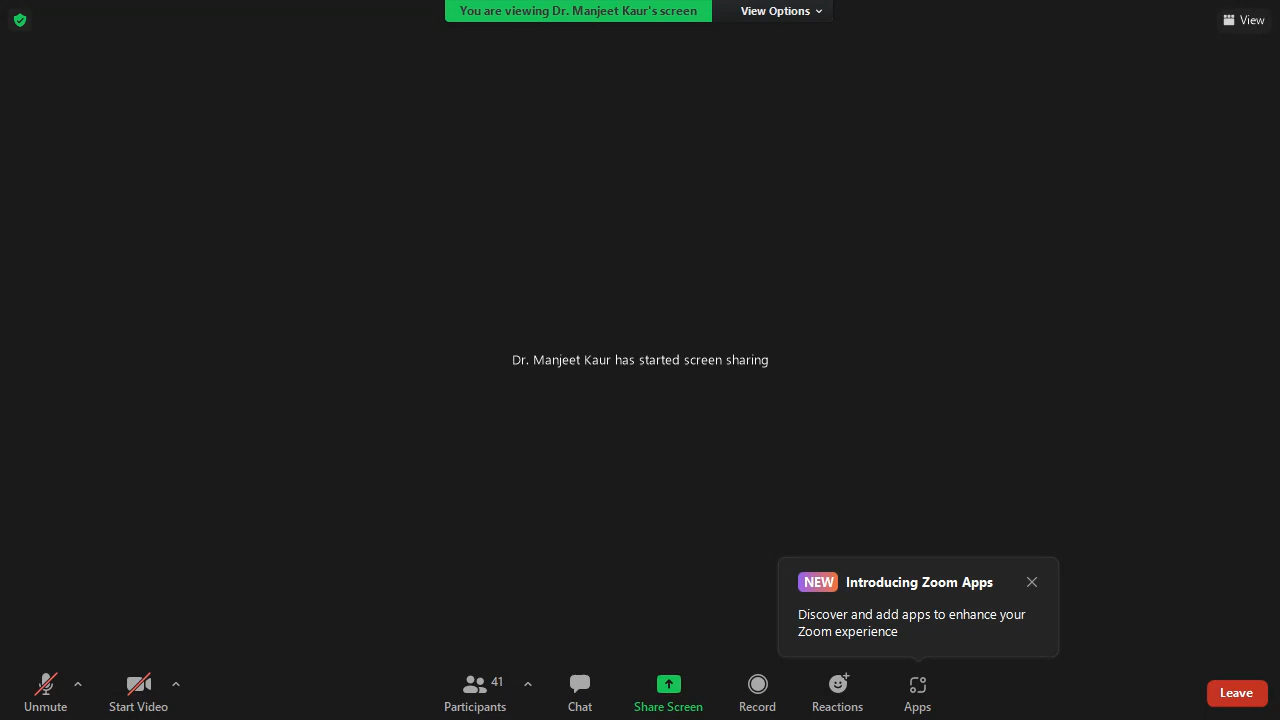 You are viewing Dr. Manjeet Kaur's screen
View Options
View
Dr. Manjeet Kaur has started screen sharing
NEW Introducing Zoom Apps
Discover and add apps to enhance your
Zoom experience
41
Unmute
Start Video
Participants
Chat
Share Screen
Record
Reactions
Apps
Leave